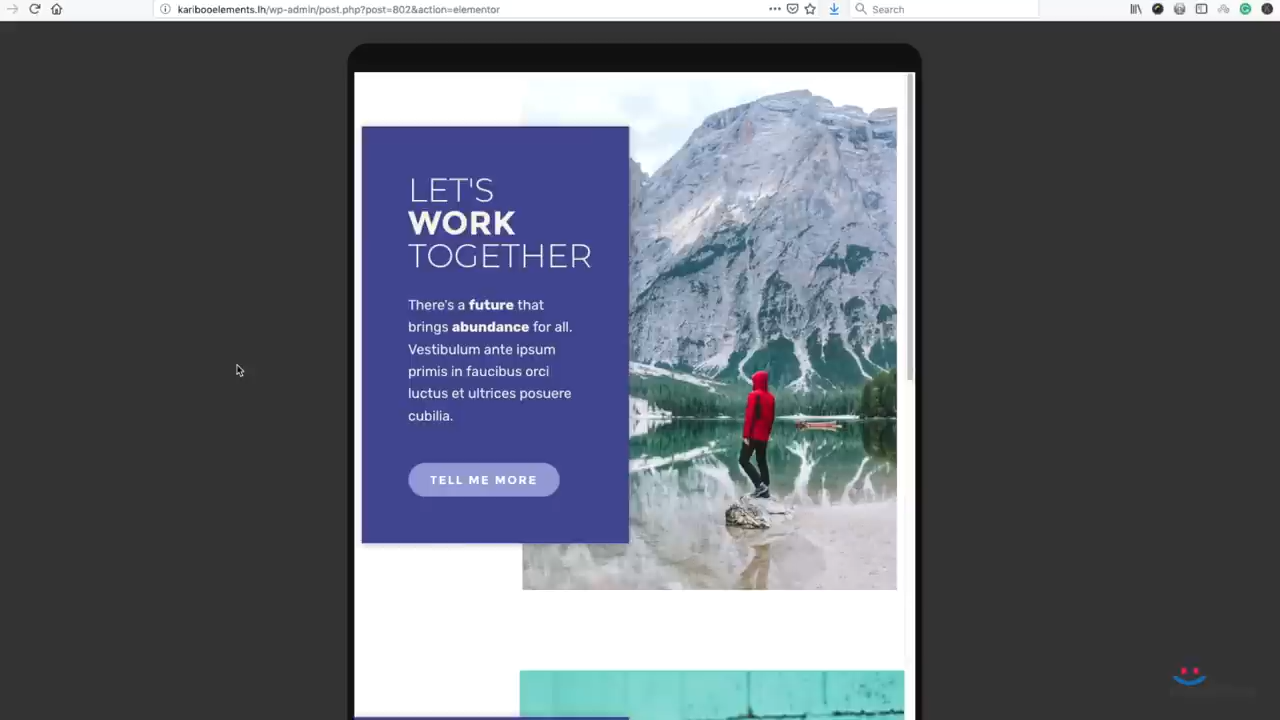 karibooelements.lh/wp-admin/post.php?post=802&action=elementor
Search
LET'S
WORK
TOGETHER
There's a future that
brings abundance for all.
Vestibulum ante ipsum
primis in faucibus orci
luctus et ultrices posuere
cubilia.
TELL ME MORE